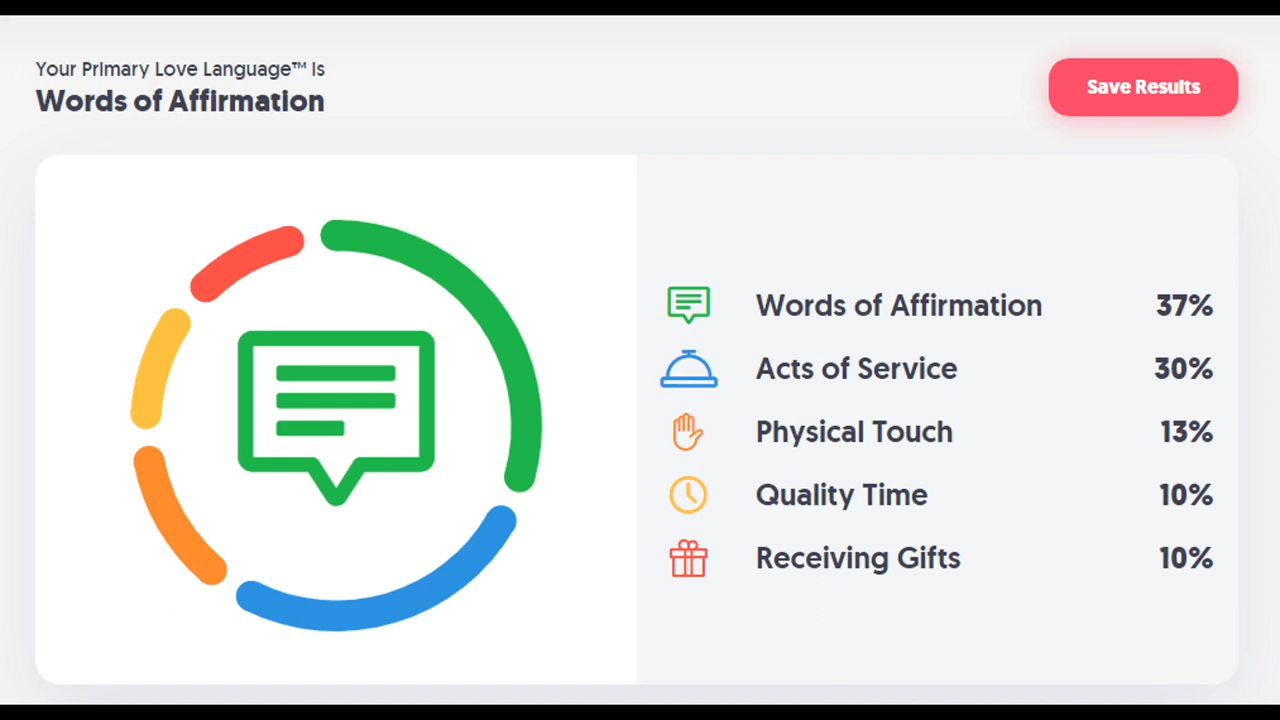 Your Primary Love Language™ Is
Words of Affirmation
Save Results
Words of Affirmation 37%
Acts of Service 30%
Physical Touch 13%
Quality Time 10%
Receiving Gifts 10%